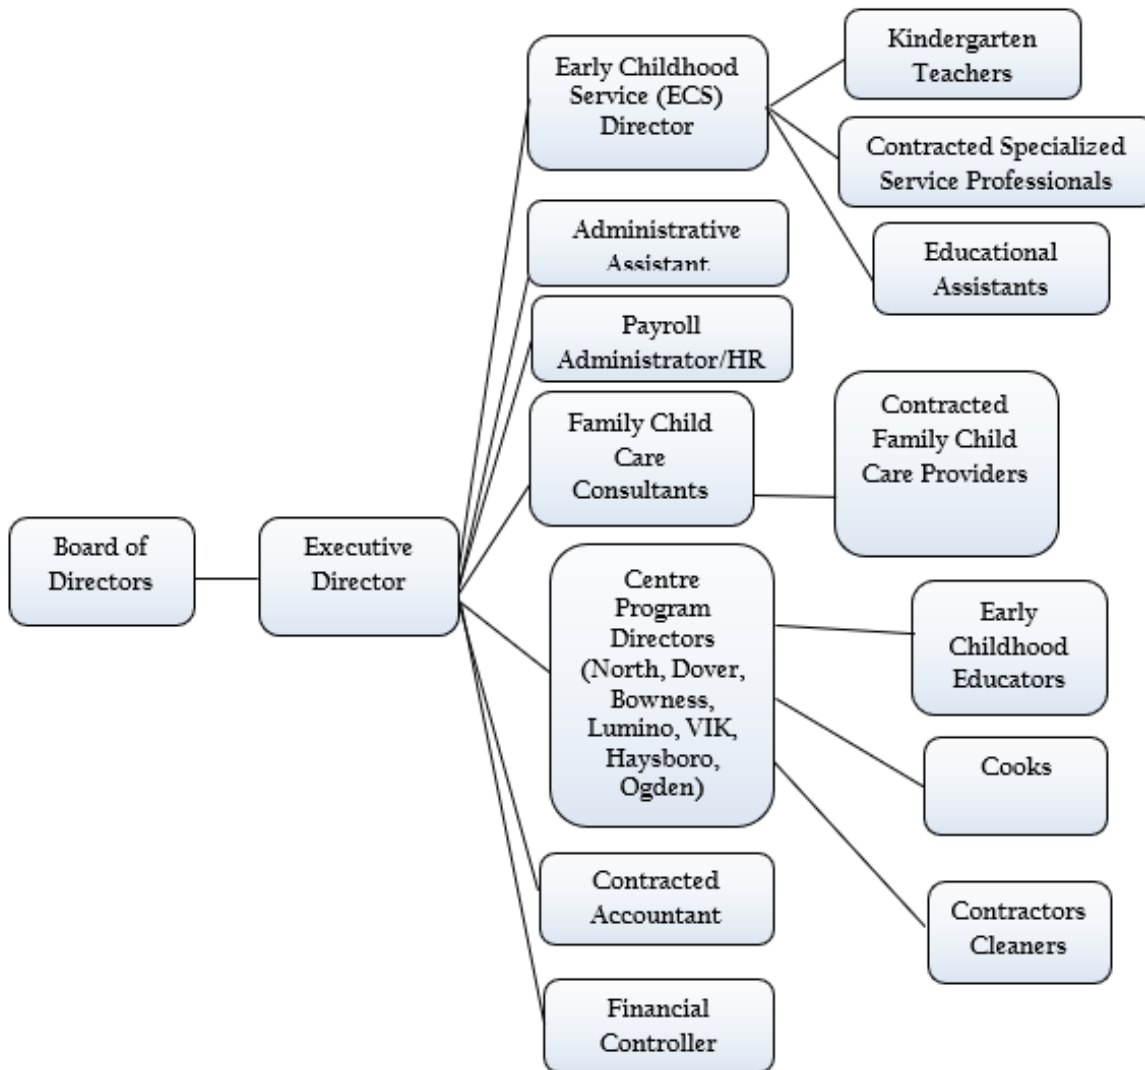 Board of
Directors
Executive
Director
Early Childhood
Service (ECS)
Director
Kindergarten
Teachers
Contracted Specialized
Service Professionals
Educational
Assistants
Administrative
Assistant
Payroll
Administrator/HR
Family Child
Care
Consultants
Contracted
Family Child
Care Providers
Centre
Program
Directors
(North, Dover,
Bowness,
Lumino, VIK,
Haysboro,
Ogden)
Early
Childhood
Educators
Cooks
Contractors
Cleaners
Contracted
Accountant
Financial
Controller